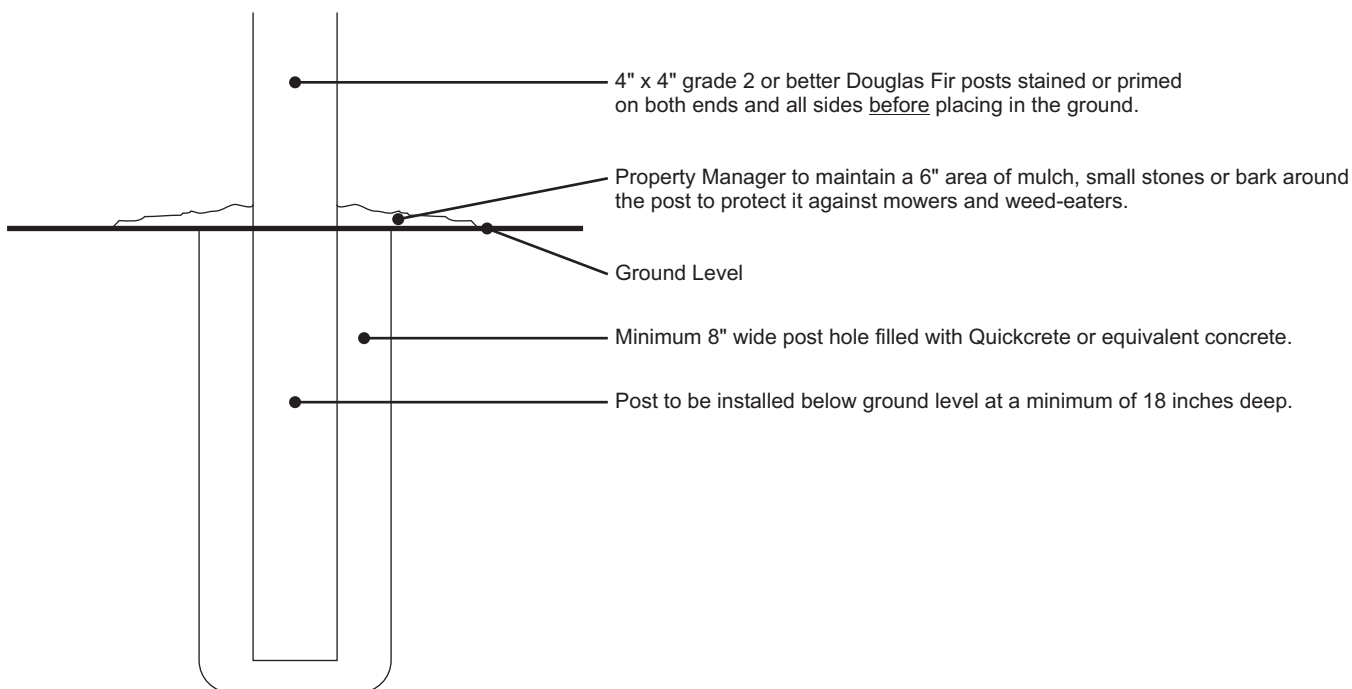 4" x 4" grade 2 or better Douglas Fir posts stained or primed
on both ends and all sides before placing in the ground.
Property Manager to maintain a 6" area of mulch, small stones or bark around
the post to protect it against mowers and weed-eaters.
Ground Level
Minimum 8" wide post hole filled with Quickcrete or equivalent concrete.
Post to be installed below ground level at a minimum of 18 inches deep.